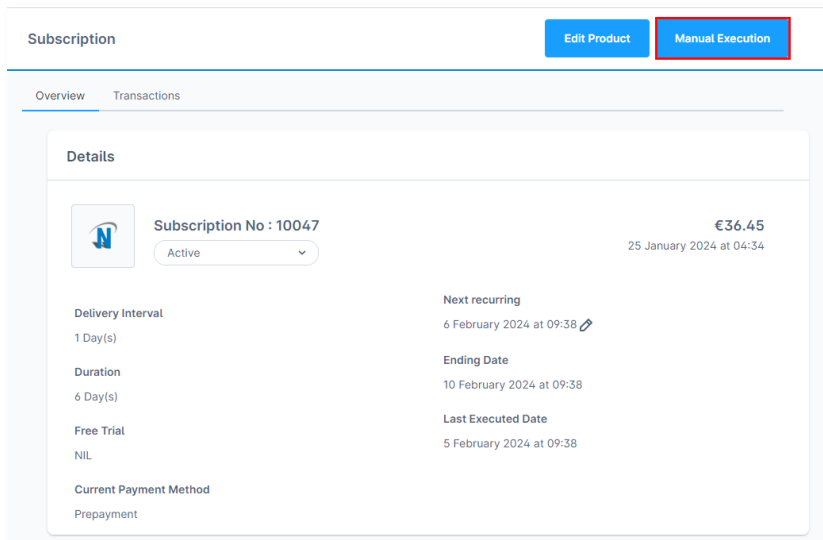 Subscription
Edit Product
Manual Execution
Overview
Transactions
Details
N
Subscription No : 10047
Active
€36.45
25 January 2024 at 04:34
Delivery Interval
1 Day(s)
Duration
6 Day(s)
Free Trial
NIL
Current Payment Method
Prepayment
Next recurring
6 February 2024 at 09:38
Ending Date
10 February 2024 at 09:38
Last Executed Date
5 February 2024 at 09:38